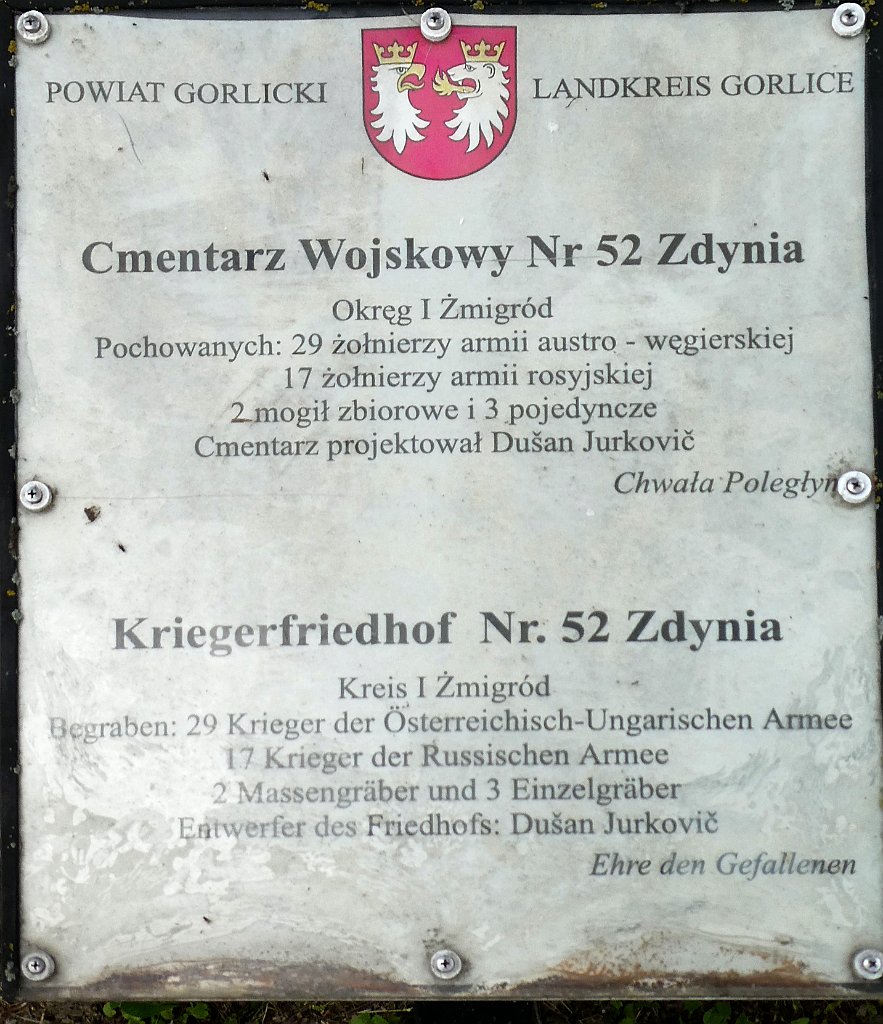 POWIAT GORLICKI
LANDKREIS GORLICE
Cmentarz Wojskowy Nr 52 Zdynia
Okręg I Żmigród
Pochowanych: 29 żołnierzy armii austro - węgierskiej
17 żołnierzy armii rosyjskiej
2 mogił zbiorowe i 3 pojedyncze
Cmentarz projektował Dušan Jurkovič
Chwała Poległym
Kriegerfriedhof Nr. 52 Zdynia
Kreis I Żmigród
Begraben: 29 Krieger der Österreichisch-Ungarischen Armee
17 Krieger der Russischen Armee
2 Massengräber und 3 Einzelgräber
Entwerfer des Friedhofs: Dušan Jurkovič
Ehre den Gefallenen